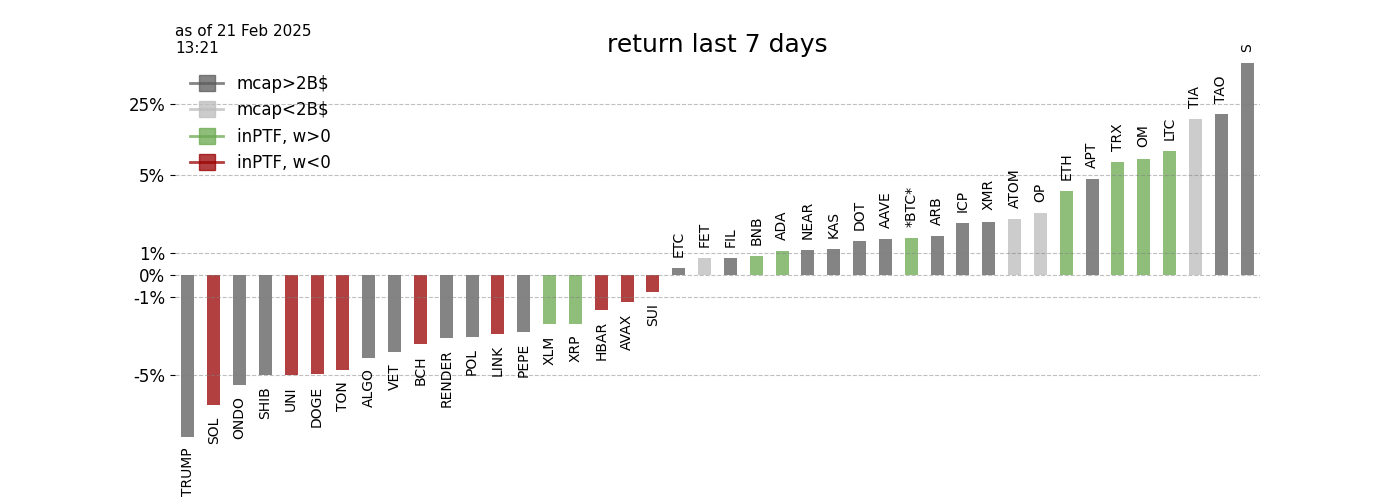 as of 21 Feb 2025
13:21
return last 7 days
mcap>2B$
mcap<2B$
inPTF, w>0
inPTF, w<0
25%
5%
1%
0%
-1%
-5%
TRUMP
SOL
ONDO
SHIB
UNI
DOGE
TON
ALGO
VET
BCH
RENDER
POL
LINK
PEPE
XLM
XRP
HBAR
AVAX
SUI
ETC
FET
FIL
BNB
ADA
NEAR
KAS
DOT
AAVE
*BTC*
ARB
ICP
XMR
ATOM
OP
ETH
APT
TRX
OM
LTC
TIA
TAO
S